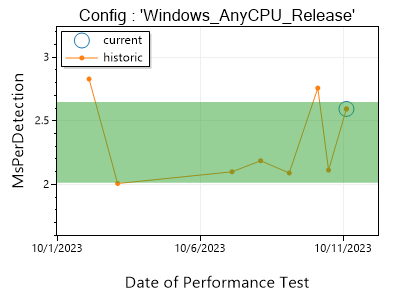 Config : 'Windows_AnyCPU_Release'
current
historic
3
2.5
2
MsPerDetection
10/1/2023
10/6/2023
10/11/2023
Date of Performance Test